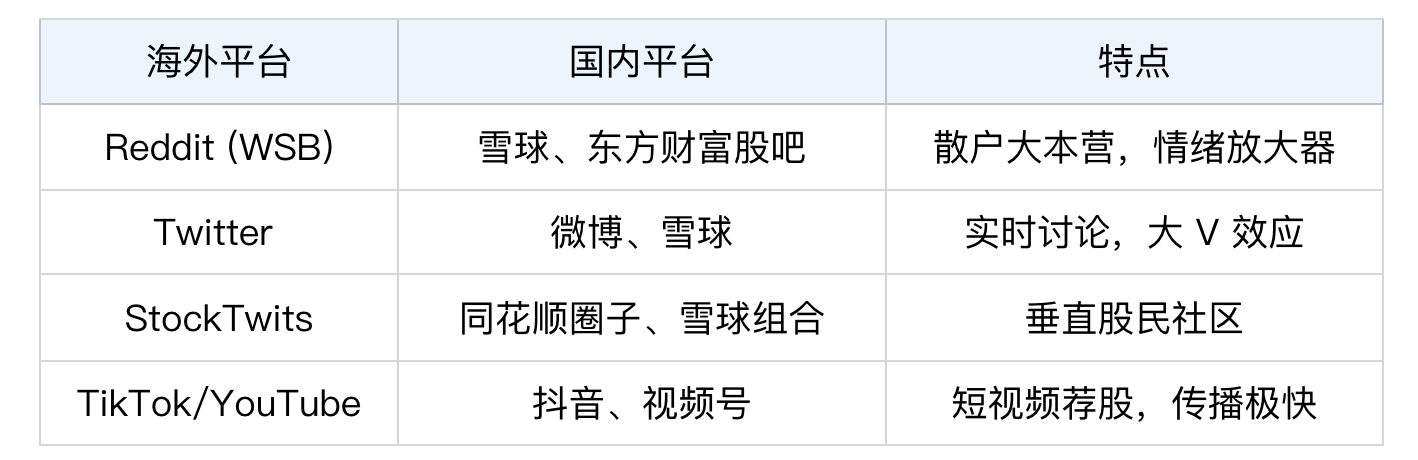 海外平台 国内平台 特点
Reddit (WSB) 雪球、东方财富股吧 散户大本营，情绪放大器
Twitter 微博、雪球 实时讨论，大 V 效应
StockTwits 同花顺圈子、雪球组合 垂直股民社区
TikTok/YouTube 抖音、视频号 短视频荐股，传播极快